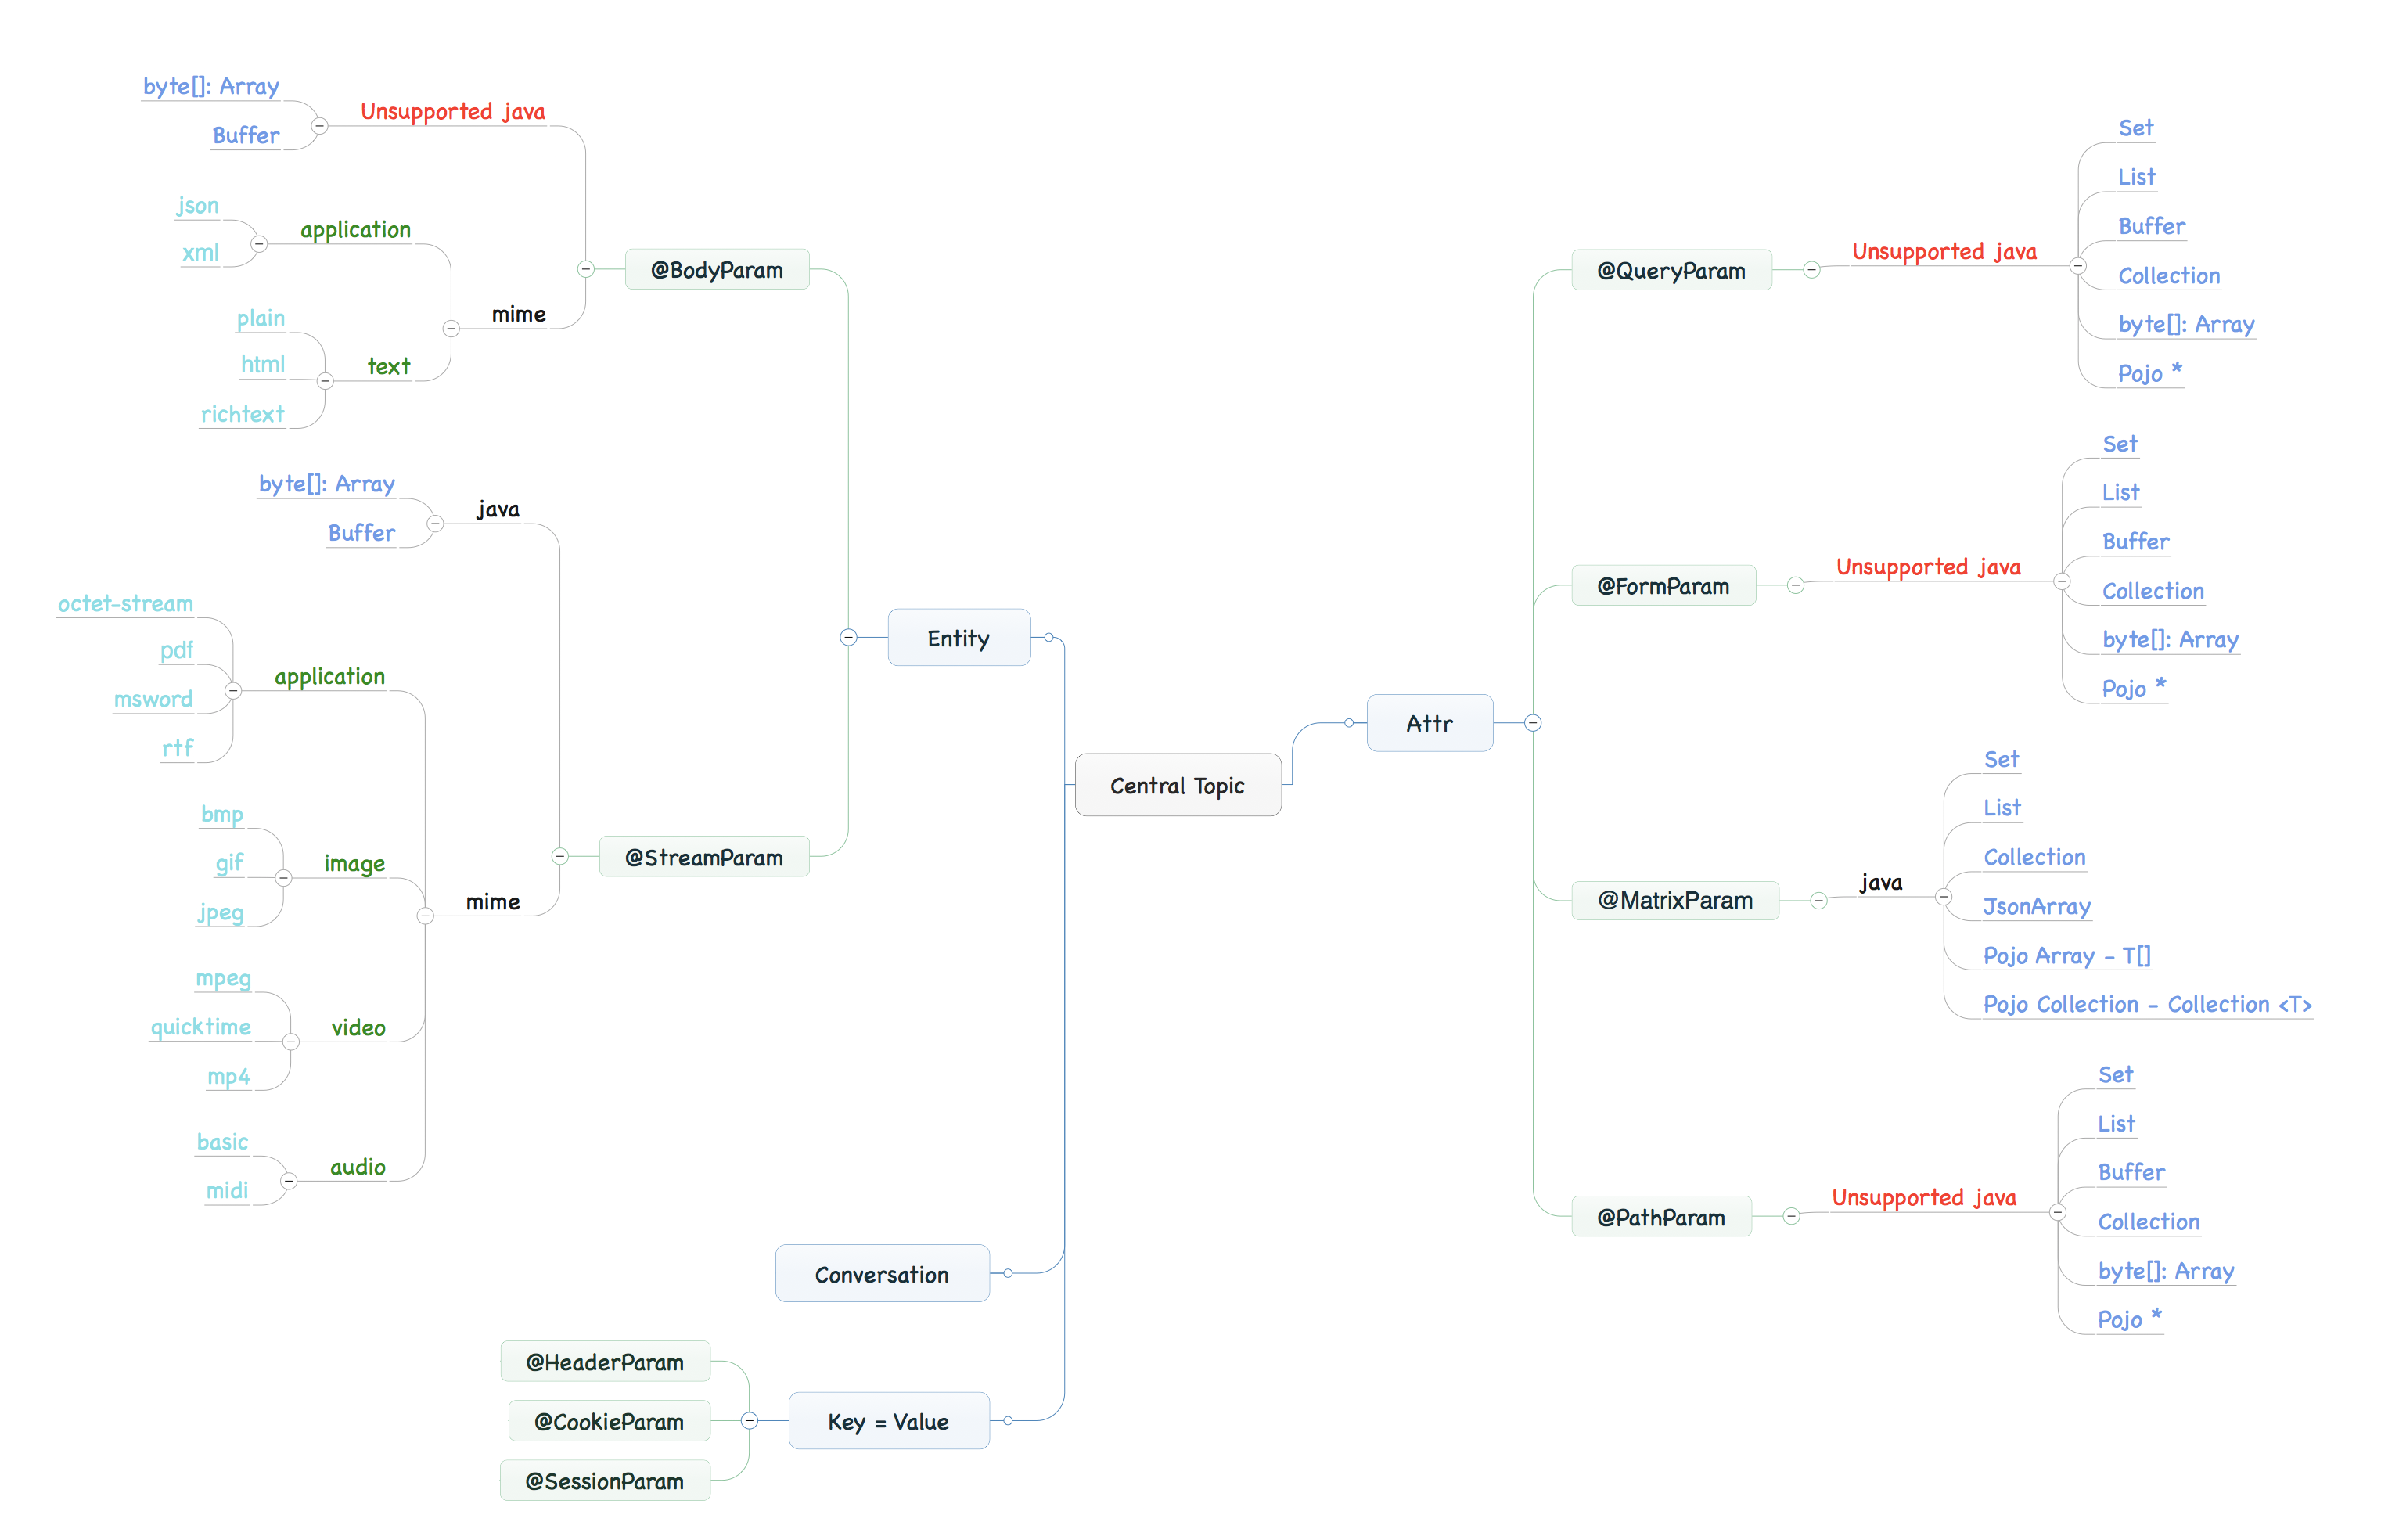 byte[]: Array
Buffer
Unsupported java
json
xml
application
plain
html
richtext
text
mime
@BodyParam
byte[]: Array
Buffer
java
octet-stream
pdf
msword
rtf
application
bmp
gif
jpeg
image
mpeg
quicktime
mp4
video
basic
midi
audio
mime
@StreamParam
Entity
Conversation
@HeaderParam
@CookieParam
@SessionParam
Key = Value
Central Topic
Attr
@QueryParam
Unsupported java
Set
List
Buffer
Collection
byte[]: Array
Pojo *
@FormParam
Unsupported java
Set
List
Buffer
Collection
byte[]: Array
Pojo *
@MatrixParam
java
Set
List
Collection
JsonArray
Pojo Array - T[]
Pojo Collection - Collection <T>
@PathParam
Unsupported java
Set
List
Buffer
Collection
byte[]: Array
Pojo *